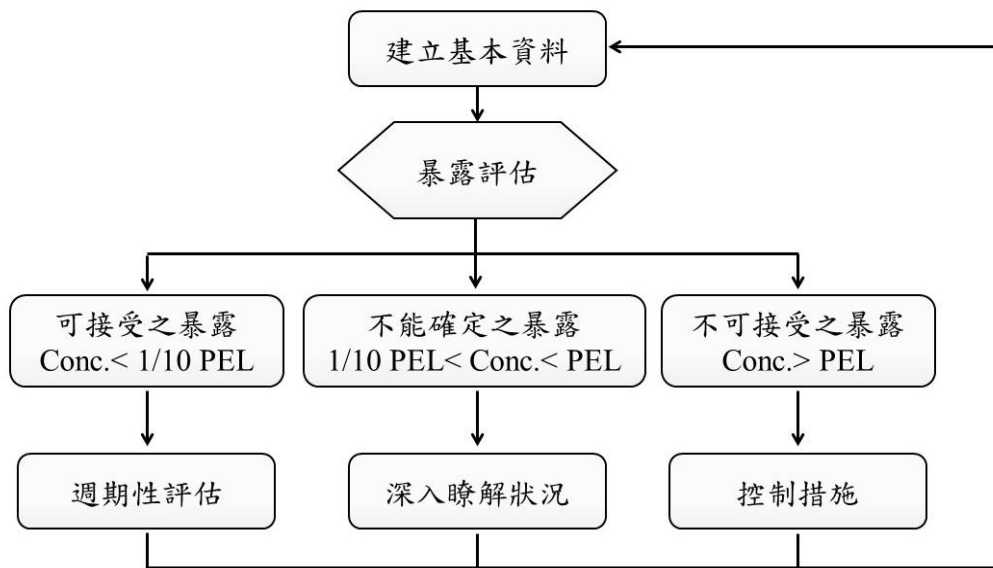 建立基本資料
暴露評估
可接受之暴露
Conc.< 1/10 PEL
不能確定之暴露
1/10 PEL< Conc.< PEL
不可接受之暴露
Conc.> PEL
週期性評估
深入瞭解狀況
控制措施